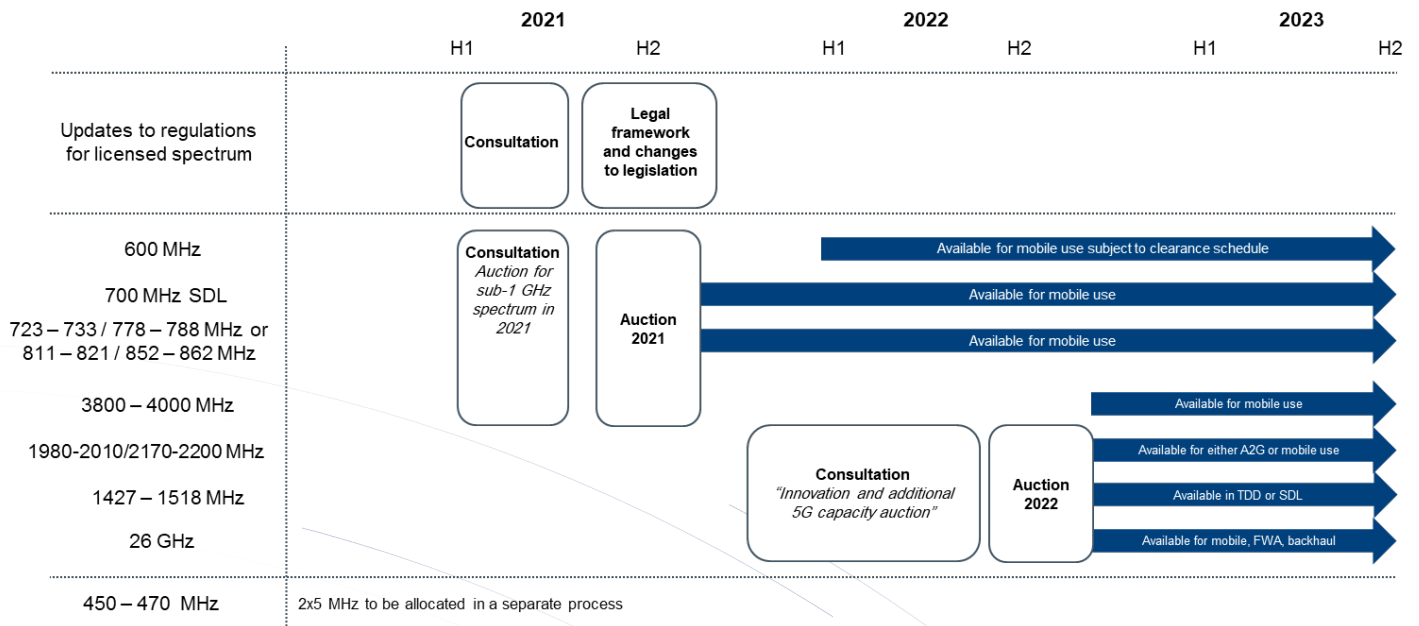 2021
2022
2023
H1
H2
H1
H2
H1
H2
Updates to regulations
for licensed spectrum
Consultation
Legal
framework
and changes
to legislation
600 MHz
Consultation
Auction for
sub-1 GHz
spectrum in
2021
Auction
2021
Available for mobile use subject to clearance schedule
700 MHz SDL
Available for mobile use
723 – 733 / 778 – 788 MHz or
811 – 821 / 852 – 862 MHz
Available for mobile use
3800 – 4000 MHz
Available for mobile use
1980-2010/2170-2200 MHz
Consultation
“Innovation and additional
5G capacity auction”
Auction
2022
Available for either A2G or mobile use
1427 – 1518 MHz
Available in TDD or SDL
26 GHz
Available for mobile, FWA, backhaul
450 – 470 MHz
2x5 MHz to be allocated in a separate process